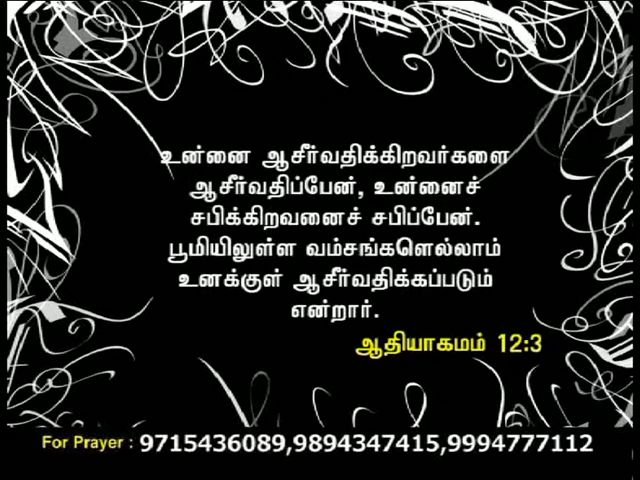 உன்னை ஆசீர்வதிக்கிறவர்களை
ஆசீர்வதிப்பேன், உன்னைச்
சபிக்கிறவனைச் சபிப்பேன்.
பூமியிலுள்ள வம்சங்களெல்லாம்
உனக்குள் ஆசீர்வதிக்கப்படும்
என்றார்.
ஆதியாகமம் 12:3
For Prayer : 9715436089,9894347415,9994777112